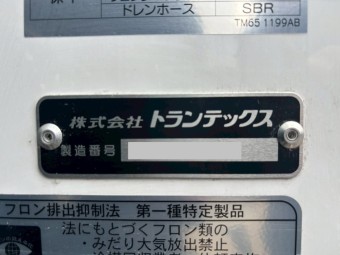 ドレンホース SBR
TM65 1199AB
株式会社 トランテックス
製造番号
フロン排出抑制法 第一種特定製品
法にもとづくフロン類の
・みだり大気放出禁止